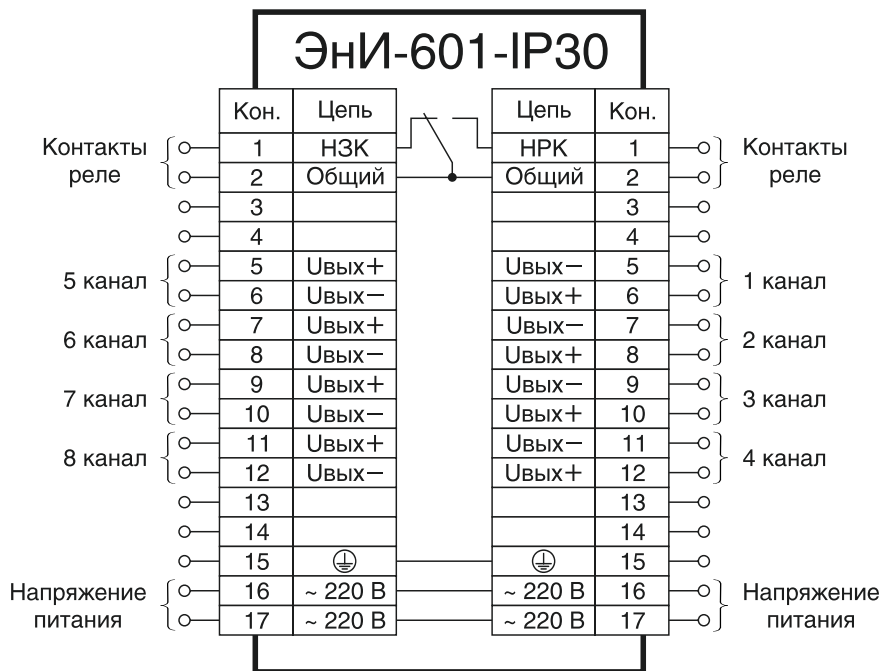 ЭнИ-601-IP30
Кон. Цепь Цепь Кон.
Контакты реле 1 НЗК НРК 1 Контакты реле
2 Общий Общий 2
3 3
4 4
5 канал 5 Uвых+ Uвых− 5 1 канал
6 Uвых− Uвых+ 6
6 канал 7 Uвых+ Uвых− 7 2 канал
8 Uвых− Uвых+ 8
7 канал 9 Uвых+ Uвых− 9 3 канал
10 Uвых− Uвых+ 10
8 канал 11 Uвых+ Uвых− 11 4 канал
12 Uвых− Uвых+ 12
13 13
14 14
15 15
Напряжение питания 16 ~ 220 В ~ 220 В 16 Напряжение питания
17 ~ 220 В ~ 220 В 17